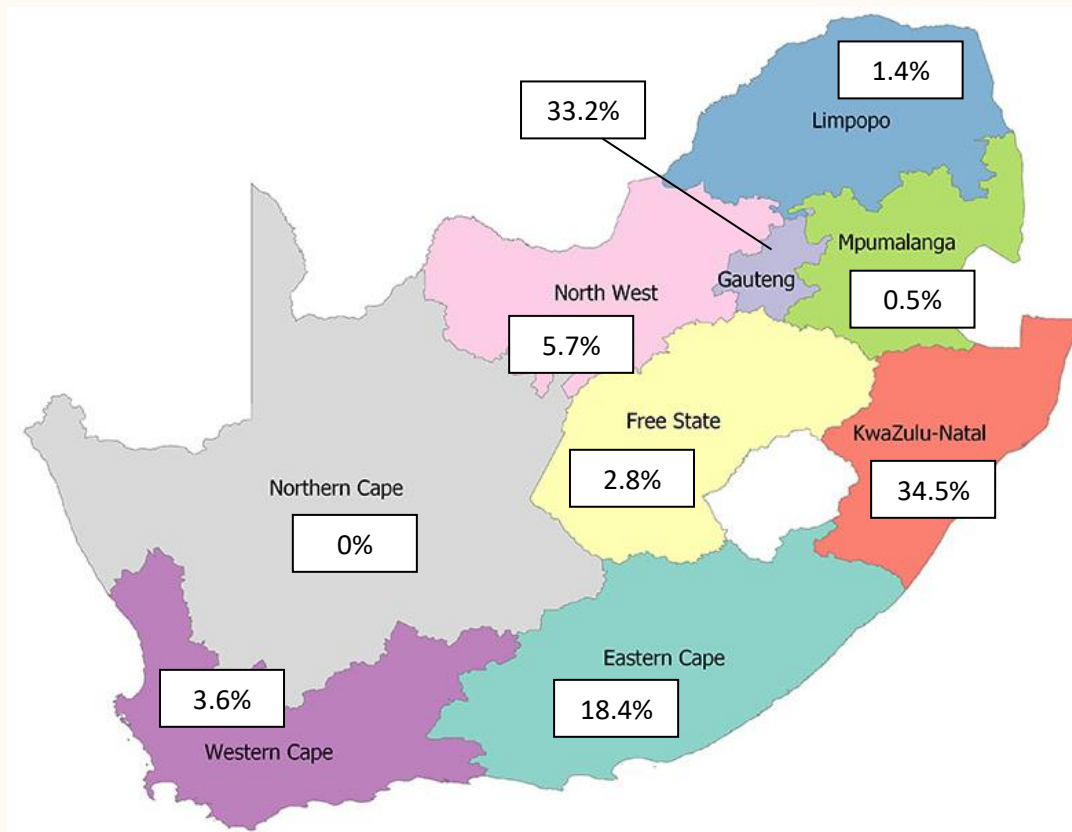 1.4%
Limpopo
33.2%
Mpumalanga
0.5%
Gauteng
North West
5.7%
Free State
2.8%
KwaZulu-Natal
34.5%
Northern Cape
0%
Eastern Cape
18.4%
3.6%
Western Cape